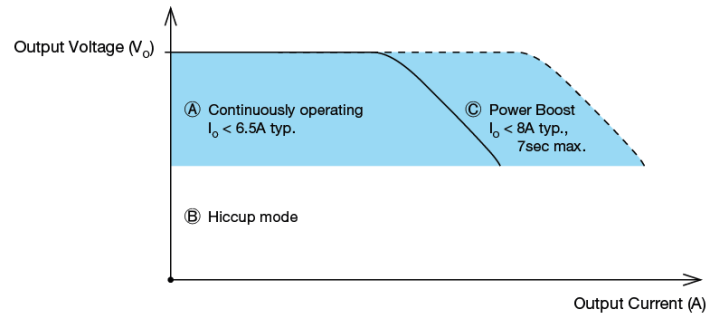 Output Voltage (Vₒ)
Ⓐ Continuously operating
Iₒ < 6.5A typ.
Ⓒ Power Boost
Iₒ < 8A typ.,
7sec max.
Ⓑ Hiccup mode
Output Current (A)